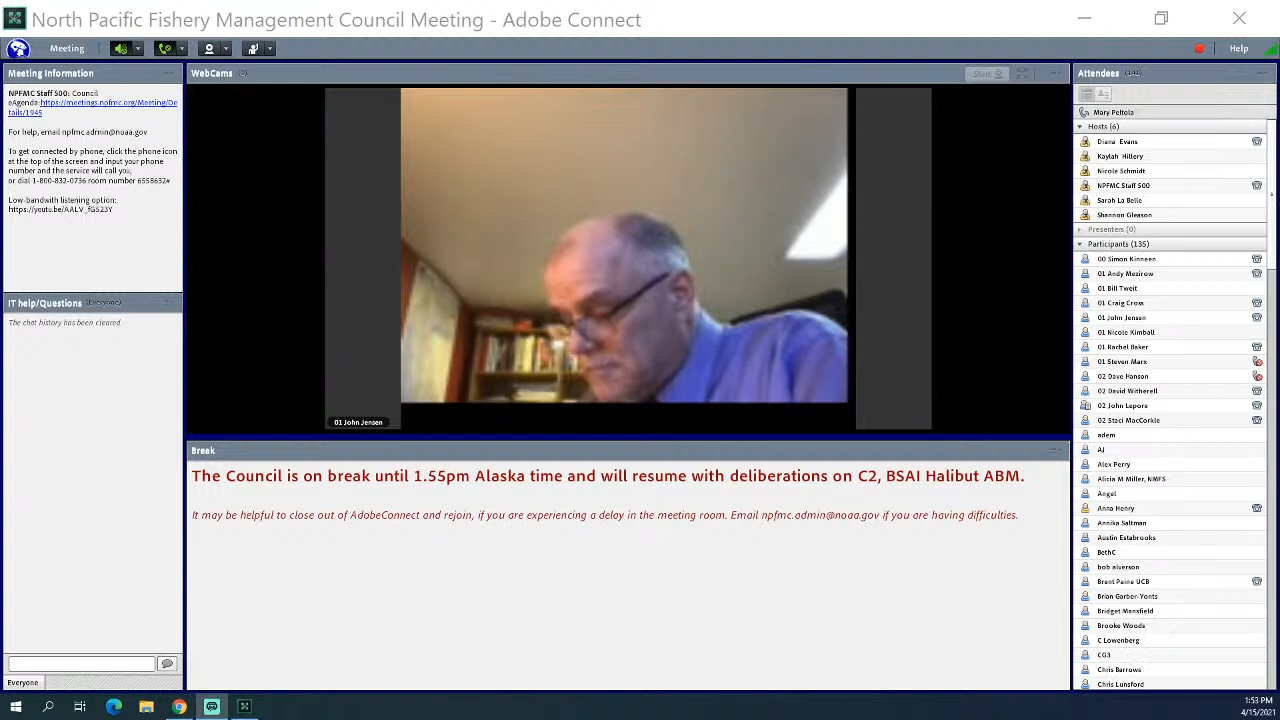 North Pacific Fishery Management Council Meeting - Adobe Connect
Meeting
Help
Meeting Information
NPFMC Staff 500: Council
eAgenda:https://meetings.npfmc.org/Meeting/De
tails/1945
For help, email npfmc.admin@noaa.gov
To get connected by phone, click the phone icon
at the top of the screen and input your phone
number and the service will call you,
or dial 1-800-832-0736 room number 6558632#
Low-bandwith listening option:
https://youtu.be/AALV_fG523Y
IT help/Questions (Everyone)
The chat history has been cleared
Everyone
WebCams
Start
01 John Jensen
Break
The Council is on break until 1.55pm Alaska time and will resume with deliberations on C2, BSAI Halibut ABM.
It may be helpful to close out of AdobeConnect and rejoin, if you are experiencing a delay in the meeting room. Email npfmc.admin@noaa.gov if you are having difficulties.
Attendees (141)
Mary Peltola
Hosts (6)
Diana Evans
Kaylah Hillery
Nicole Schmidt
NPFMC Staff 500
Sarah La Belle
Shannon Gleason
Presenters (0)
Participants (135)
00 Simon Kinneen
01 Andy Mezirow
01 Bill Tweit
01 Craig Cross
01 John Jensen
01 Nicole Kimball
01 Rachel Baker
01 Steven Marx
02 Dave Hanson
02 David Witherell
02 John Lepore
02 Staci MacCorkle
adem
AJ
Alex Perry
Alicia M Miller, NMFS
Angel
Anna Henry
Annika Saltman
Austin Estabrooks
BethC
bob alverson
Brent Paine UCB
Brian Garber-Yonts
Bridget Mansfield
Brooke Woods
C Lowenberg
CG3
Chris Barrows
Chris Lunsford
1:53 PM
4/15/2021